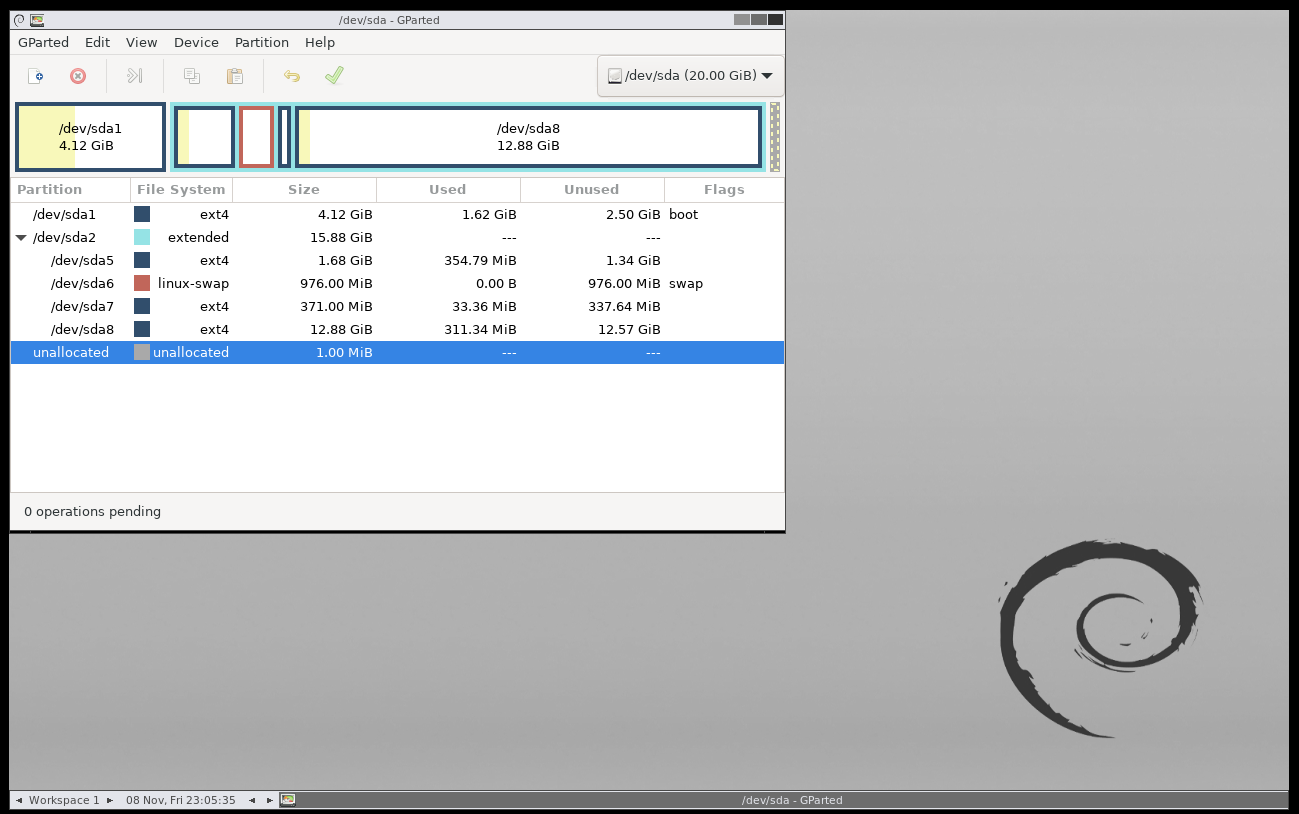 /dev/sda - GParted
GParted Edit View Device Partition Help
/dev/sda (20.00 GiB)
/dev/sda1
4.12 GiB
/dev/sda8
12.88 GiB
Partition File System Size Used Unused Flags
/dev/sda1 ext4 4.12 GiB 1.62 GiB 2.50 GiB boot
/dev/sda2 extended 15.88 GiB --- ---
/dev/sda5 ext4 1.68 GiB 354.79 MiB 1.34 GiB
/dev/sda6 linux-swap 976.00 MiB 0.00 B 976.00 MiB swap
/dev/sda7 ext4 371.00 MiB 33.36 MiB 337.64 MiB
/dev/sda8 ext4 12.88 GiB 311.34 MiB 12.57 GiB
unallocated unallocated 1.00 MiB --- ---
0 operations pending
Workspace 1 08 Nov, Fri 23:05:35 /dev/sda - GParted